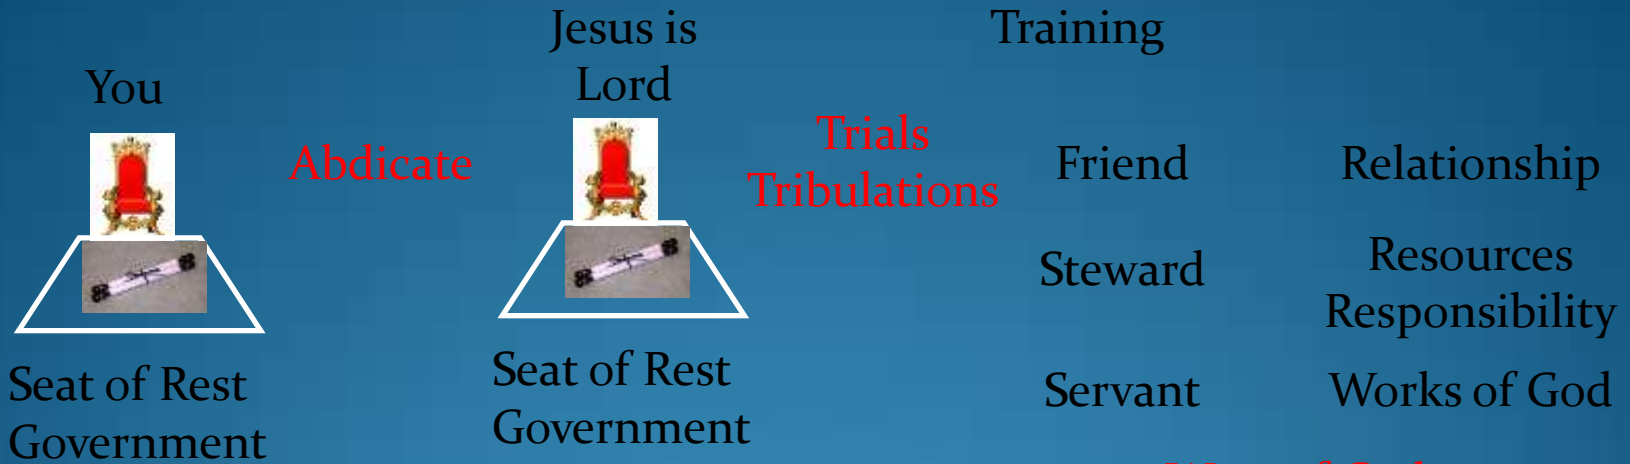 You
Seat of Rest
Government
Abdicate
Jesus is
Lord
Seat of Rest
Government
Trials
Tribulations
Training
Friend
Relationship
Steward
Resources
Responsibility
Servant
Works of God